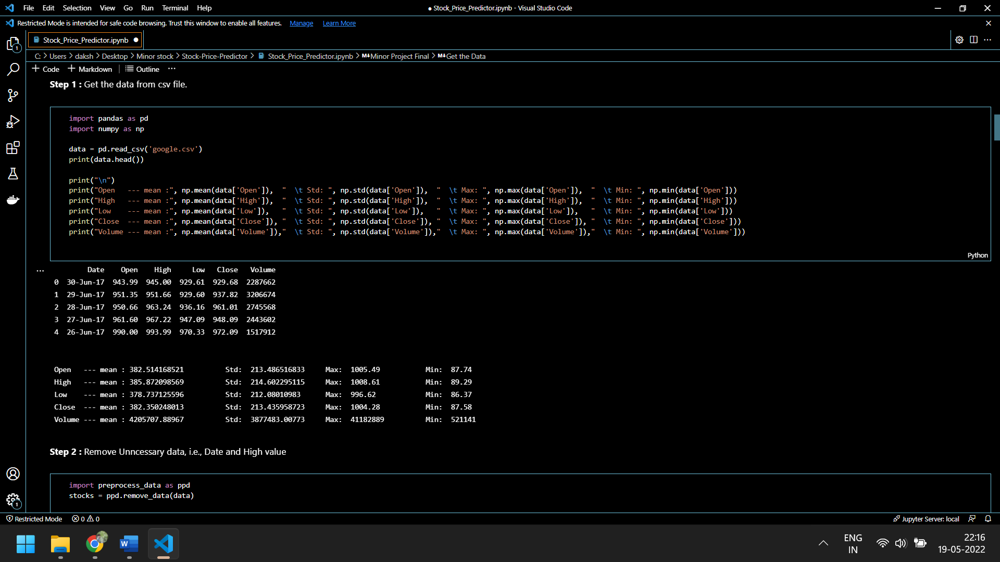 File Edit Selection View Go Run Terminal Help
● Stock_Price_Predictor.ipynb - Visual Studio Code
Restricted Mode is intended for safe code browsing. Trust this window to enable all features. Manage Learn More
Stock_Price_Predictor.ipynb
C: > Users > daksh > Desktop > Minor stock > Stock-Price-Predictor > Stock_Price_Predictor.ipynb > M↓Minor Project Final > M↓Get the Data
+ Code + Markdown | Outline ...
Step 1 : Get the data from csv file.
import pandas as pd
import numpy as np
data = pd.read_csv('google.csv')
print(data.head())
print("\n")
print("Open   --- mean :", np.mean(data['Open']),  "  \t Std: ", np.std(data['Open']),  "  \t Max: ", np.max(data['Open']),  "  \t Min: ", np.min(data['Open']))
print("High   --- mean :", np.mean(data['High']),  "  \t Std: ", np.std(data['High']),  "  \t Max: ", np.max(data['High']),  "  \t Min: ", np.min(data['High']))
print("Low    --- mean :", np.mean(data['Low']),   "  \t Std: ", np.std(data['Low']),   "  \t Max: ", np.max(data['Low']),   "  \t Min: ", np.min(data['Low']))
print("Close  --- mean :", np.mean(data['Close']), "  \t Std: ", np.std(data['Close']), "  \t Max: ", np.max(data['Close']), "  \t Min: ", np.min(data['Close']))
print("Volume --- mean :", np.mean(data['Volume']),"  \t Std: ", np.std(data['Volume']),"  \t Max: ", np.max(data['Volume']),"  \t Min: ", np.min(data['Volume']))
Python
... Date Open High Low Close Volume
0 30-Jun-17 943.99 945.00 929.61 929.68 2287662
1 29-Jun-17 951.35 951.66 929.60 937.82 3206674
2 28-Jun-17 950.66 963.24 936.16 961.01 2745568
3 27-Jun-17 961.60 967.22 947.09 948.09 2443602
4 26-Jun-17 990.00 993.99 970.33 972.09 1517912
Open   --- mean : 382.514168521 Std: 213.486516833 Max: 1005.49 Min: 87.74
High   --- mean : 385.872098569 Std: 214.602295115 Max: 1008.61 Min: 89.29
Low    --- mean : 378.737125596 Std: 212.08010983 Max: 996.62 Min: 86.37
Close  --- mean : 382.350248013 Std: 213.435958723 Max: 1004.28 Min: 87.58
Volume --- mean : 4205707.88967 Std: 3877483.00773 Max: 41182889 Min: 521141
Step 2 : Remove Unncessary data, i.e., Date and High value
import preprocess_data as ppd
stocks = ppd.remove_data(data)
1
1
Restricted Mode 0 0 Jupyter Server: local
W
ENG
IN
22:16
19-05-2022